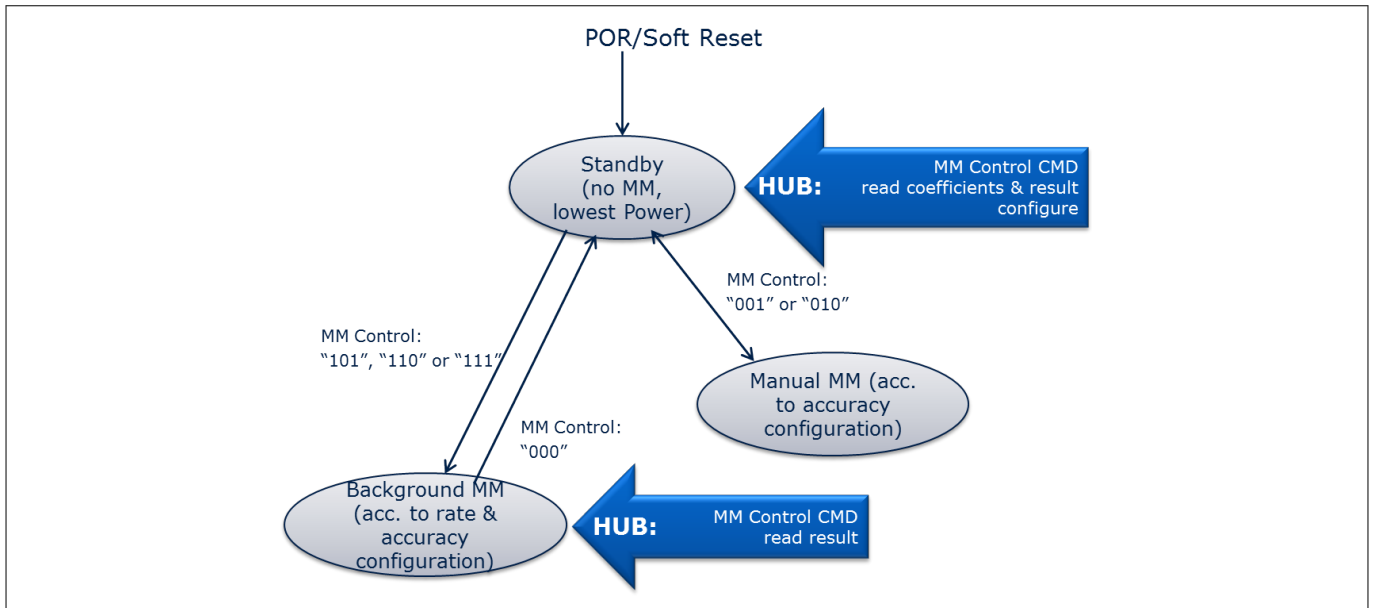 POR/Soft Reset
Standby
(no MM,
lowest Power)
HUB:
MM Control CMD
read coefficients & result
configure
MM Control:
“001” or “010”
MM Control:
“101”, “110” or “111”
Manual MM (acc.
to accuracy
configuration)
MM Control:
“000”
Background MM
(acc. to rate &
accuracy
configuration)
HUB:
MM Control CMD
read result